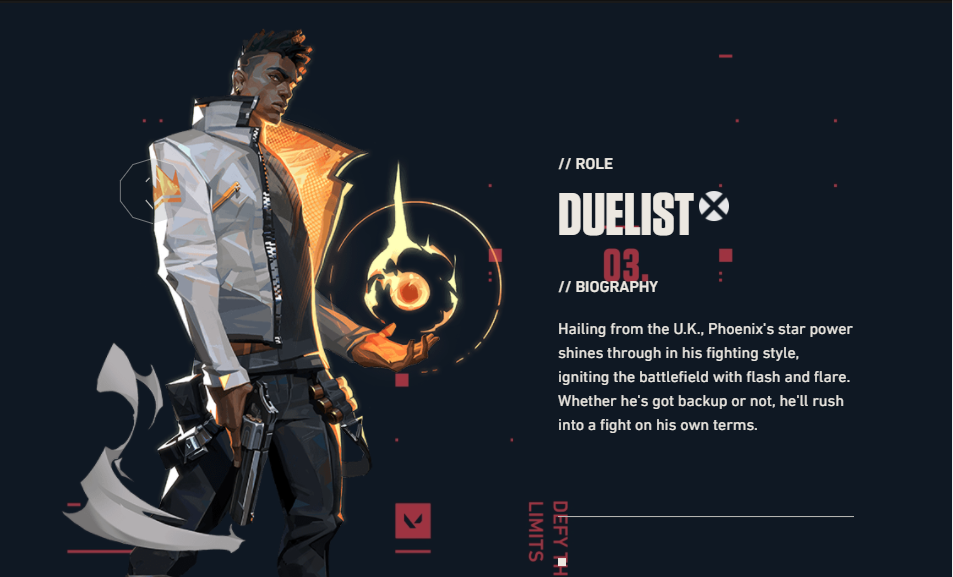 // ROLE
DUELIST
03.
// BIOGRAPHY
Hailing from the U.K., Phoenix's star power
shines through in his fighting style,
igniting the battlefield with flash and flare.
Whether he's got backup or not, he'll rush
into a fight on his own terms.
DEFY TH
LIMITS